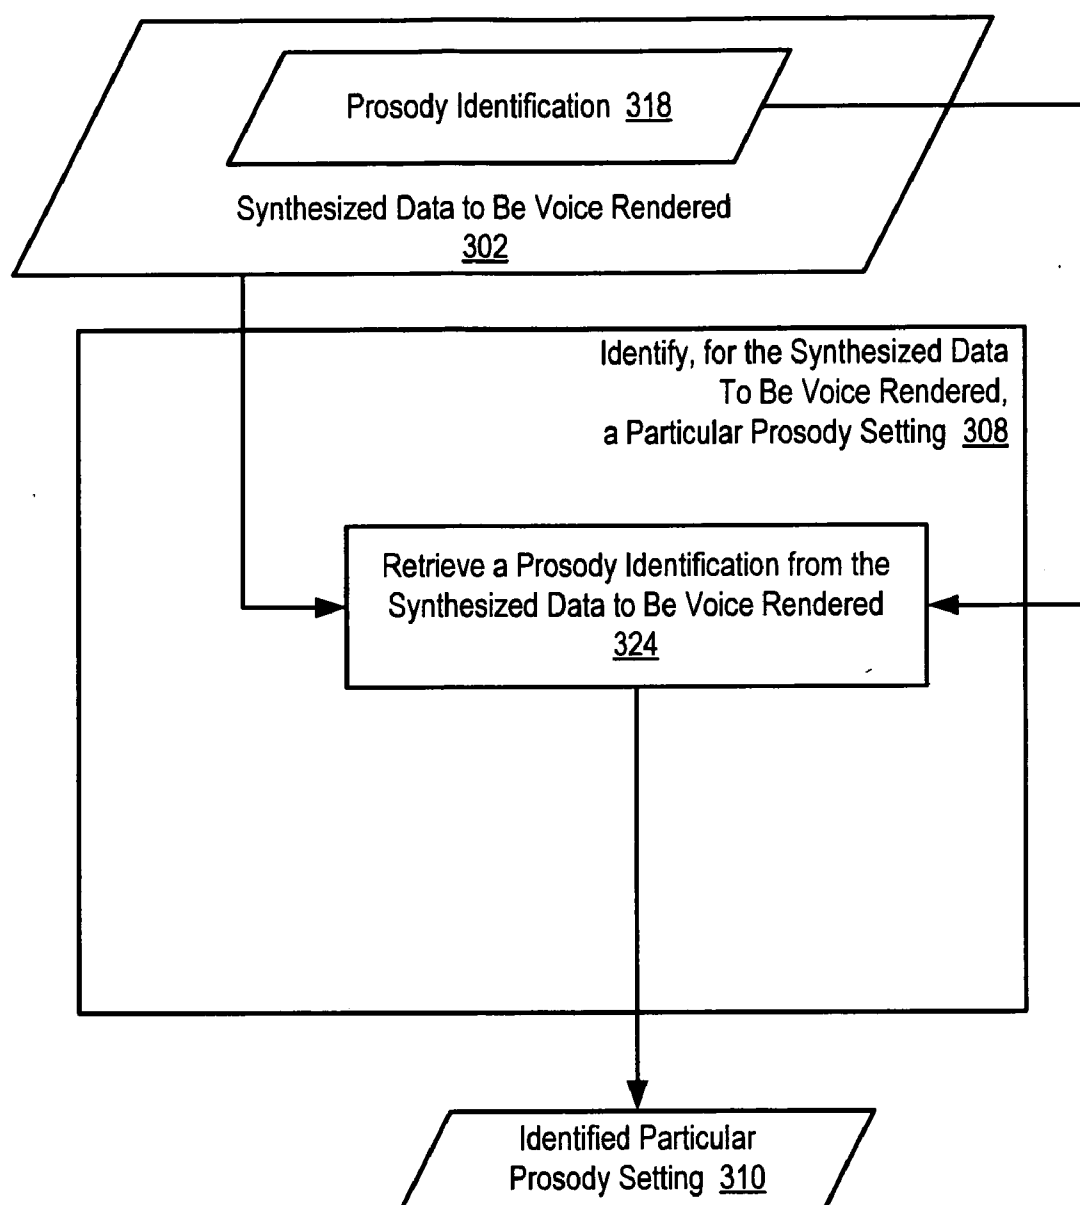 Prosody Identification 318
Synthesized Data to Be Voice Rendered
302
Identify, for the Synthesized Data
To Be Voice Rendered,
a Particular Prosody Setting 308
Retrieve a Prosody Identification from the
Synthesized Data to Be Voice Rendered
324
Identified Particular
Prosody Setting 310